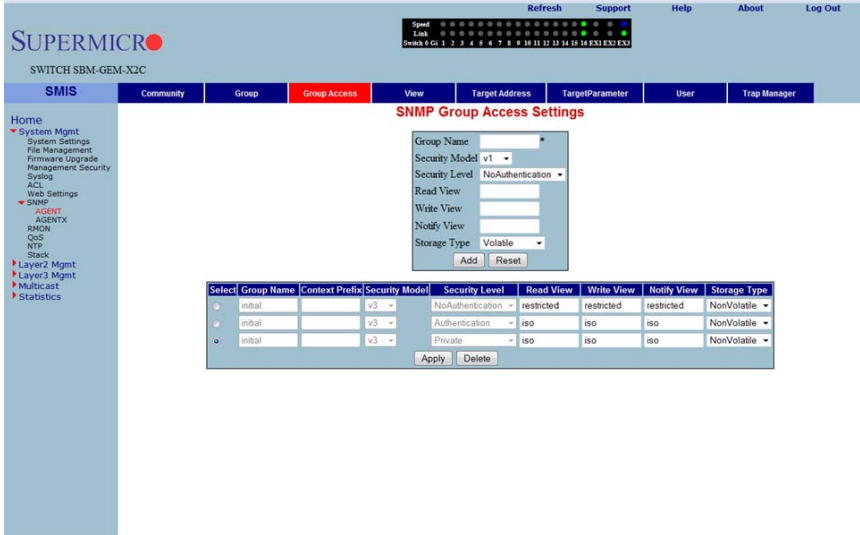 Refresh Support Help About Log Out
SUPERMICRO
Speed
Link
Switch 0 Gi 1 2 3 4 5 6 7 8 9 10 11 12 13 14 15 16 EX1 EX2 EX3
SWITCH SBM-GEM-X2C
SMIS
Community Group Group Access View Target Address TargetParameter User Trap Manager
SNMP Group Access Settings
Home
System Mgmt
System Settings
File Management
Firmware Upgrade
Management Security
Syslog
ACL
Web Settings
SNMP
AGENT
AGENTX
RMON
QoS
NTP
Stack
Layer2 Mgmt
Layer3 Mgmt
Multicast
Statistics
Group Name *
Security Model v1
Security Level NoAuthentication
Read View
Write View
Notify View
Storage Type Volatile
Add Reset
Select Group Name Context Prefix Security Model Security Level Read View Write View Notify View Storage Type
initial v3 NoAuthentication restricted restricted restricted NonVolatile
initial v3 Authentication iso iso iso NonVolatile
initial v3 Private iso iso iso NonVolatile
Apply Delete